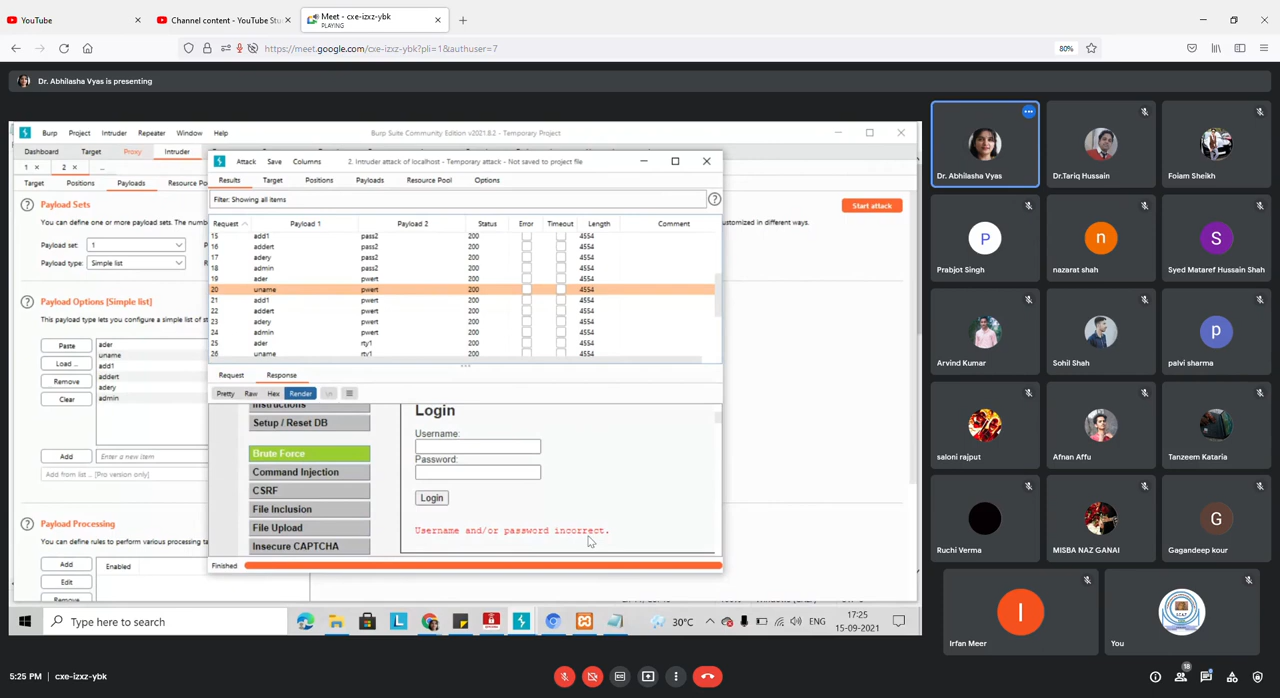 YouTube
Channel content - YouTube Stu
Meet - cxe-izxz-ybk
PLAYING
https://meet.google.com/cxe-izxz-ybk?pli=1&authuser=7
80%
Dr. Abhilasha Vyas is presenting
Burp Project Intruder Repeater Window Help
Burp Suite Community Edition v2021.8.2 - Temporary Project
Dashboard Target Proxy Intruder
1 × 2 × ...
Target Positions Payloads Resource Po
Payload Sets
You can define one or more payload sets. The numb
customized in different ways.
Start attack
Payload set: 1
Payload type: Simple list
Payload Options [Simple list]
This payload type lets you configure a simple list of s
Paste
Load ...
Remove
Clear
ader
uname
add1
addert
adery
admin
Add
Enter a new item
Add from list ... [Pro version only]
Payload Processing
You can define rules to perform various processing ta
Add
Edit
Remove
Enabled
Attack Save Columns
2. Intruder attack of localhost - Temporary attack - Not saved to project file
Results Target Positions Payloads Resource Pool Options
Filter: Showing all items
Request Payload 1 Payload 2 Status Error Timeout Length Comment
15 add1 pass2 200 4554
16 addert pass2 200 4554
17 adery pass2 200 4554
18 admin pass2 200 4554
19 ader pwert 200 4554
20 uname pwert 200 4554
21 add1 pwert 200 4554
22 addert pwert 200 4554
23 adery pwert 200 4554
24 admin pwert 200 4554
25 ader rty1 200 4554
26 uname rty1 200 4554
Request Response
Pretty Raw Hex Render \n
Instructions
Setup / Reset DB
Brute Force
Command Injection
CSRF
File Inclusion
File Upload
Insecure CAPTCHA
Login
Username:
Password:
Login
Username and/or password incorrect.
Finished
Type here to search
30°C
ENG
17:25
15-09-2021
Dr. Abhilasha Vyas
Dr.Tariq Hussain
Foiam Sheikh
P
Prabjot Singh
n
nazarat shah
S
Syed Mataref Hussain Shah
Arvind Kumar
Sohil Shah
p
palvi sharma
saloni rajput
Afnan Affu
Tanzeem Kataria
Ruchi Verma
MISBA NAZ GANAI
G
Gagandeep kour
I
Irfan Meer
You
5:25 PM | cxe-izxz-ybk
18